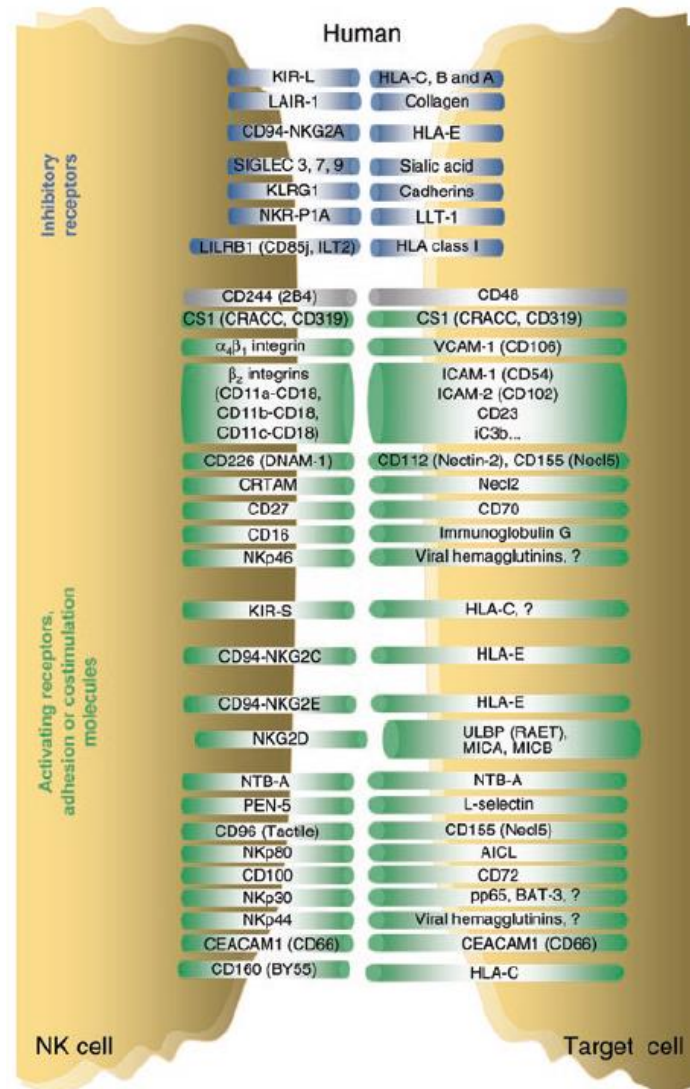 Human
Inhibitory
receptors
KIR-L HLA-C, B and A
LAIR-1 Collagen
CD94-NKG2A HLA-E
SIGLEC 3, 7, 9 Sialic acid
KLRG1 Cadherins
NKR-P1A LLT-1
LILRB1 (CD85j, ILT2) HLA class I
Activating receptors,
adhesion or costimulation
molecules
CD244 (2B4) CD48
CS1 (CRACC, CD319) CS1 (CRACC, CD319)
α4β1 integrin VCAM-1 (CD106)
β2 integrins
(CD11a-CD18,
CD11b-CD18,
CD11c-CD18)
ICAM-1 (CD54)
ICAM-2 (CD102)
CD23
iC3b...
CD226 (DNAM-1) CD112 (Nectin-2), CD155 (Necl5)
CRTAM Necl2
CD27 CD70
CD16 Immunoglobulin G
NKp46 Viral hemagglutinins, ?
KIR-S HLA-C, ?
CD94-NKG2C HLA-E
CD94-NKG2E HLA-E
NKG2D
ULBP (RAET),
MICA, MICB
NTB-A NTB-A
PEN-5 L-selectin
CD96 (Tactile) CD155 (Necl5)
NKp80 AICL
CD100 CD72
NKp30 pp65, BAT-3, ?
NKp44 Viral hemagglutinins, ?
CEACAM1 (CD66) CEACAM1 (CD66)
CD160 (BY55) HLA-C
NK cell Target cell